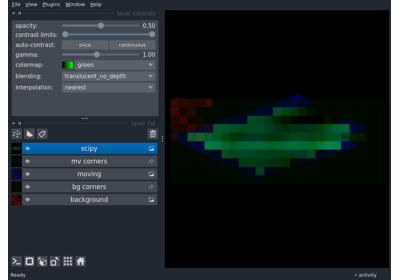 File View Plugins Window Help
layer controls
opacity: 0.50
contrast limits:
auto-contrast: once continuous
gamma: 1.00
colormap: green
blending: translucent_no_depth
interpolation: nearest
layer list
scipy
mv corners
moving
bg corners
background
Ready activity